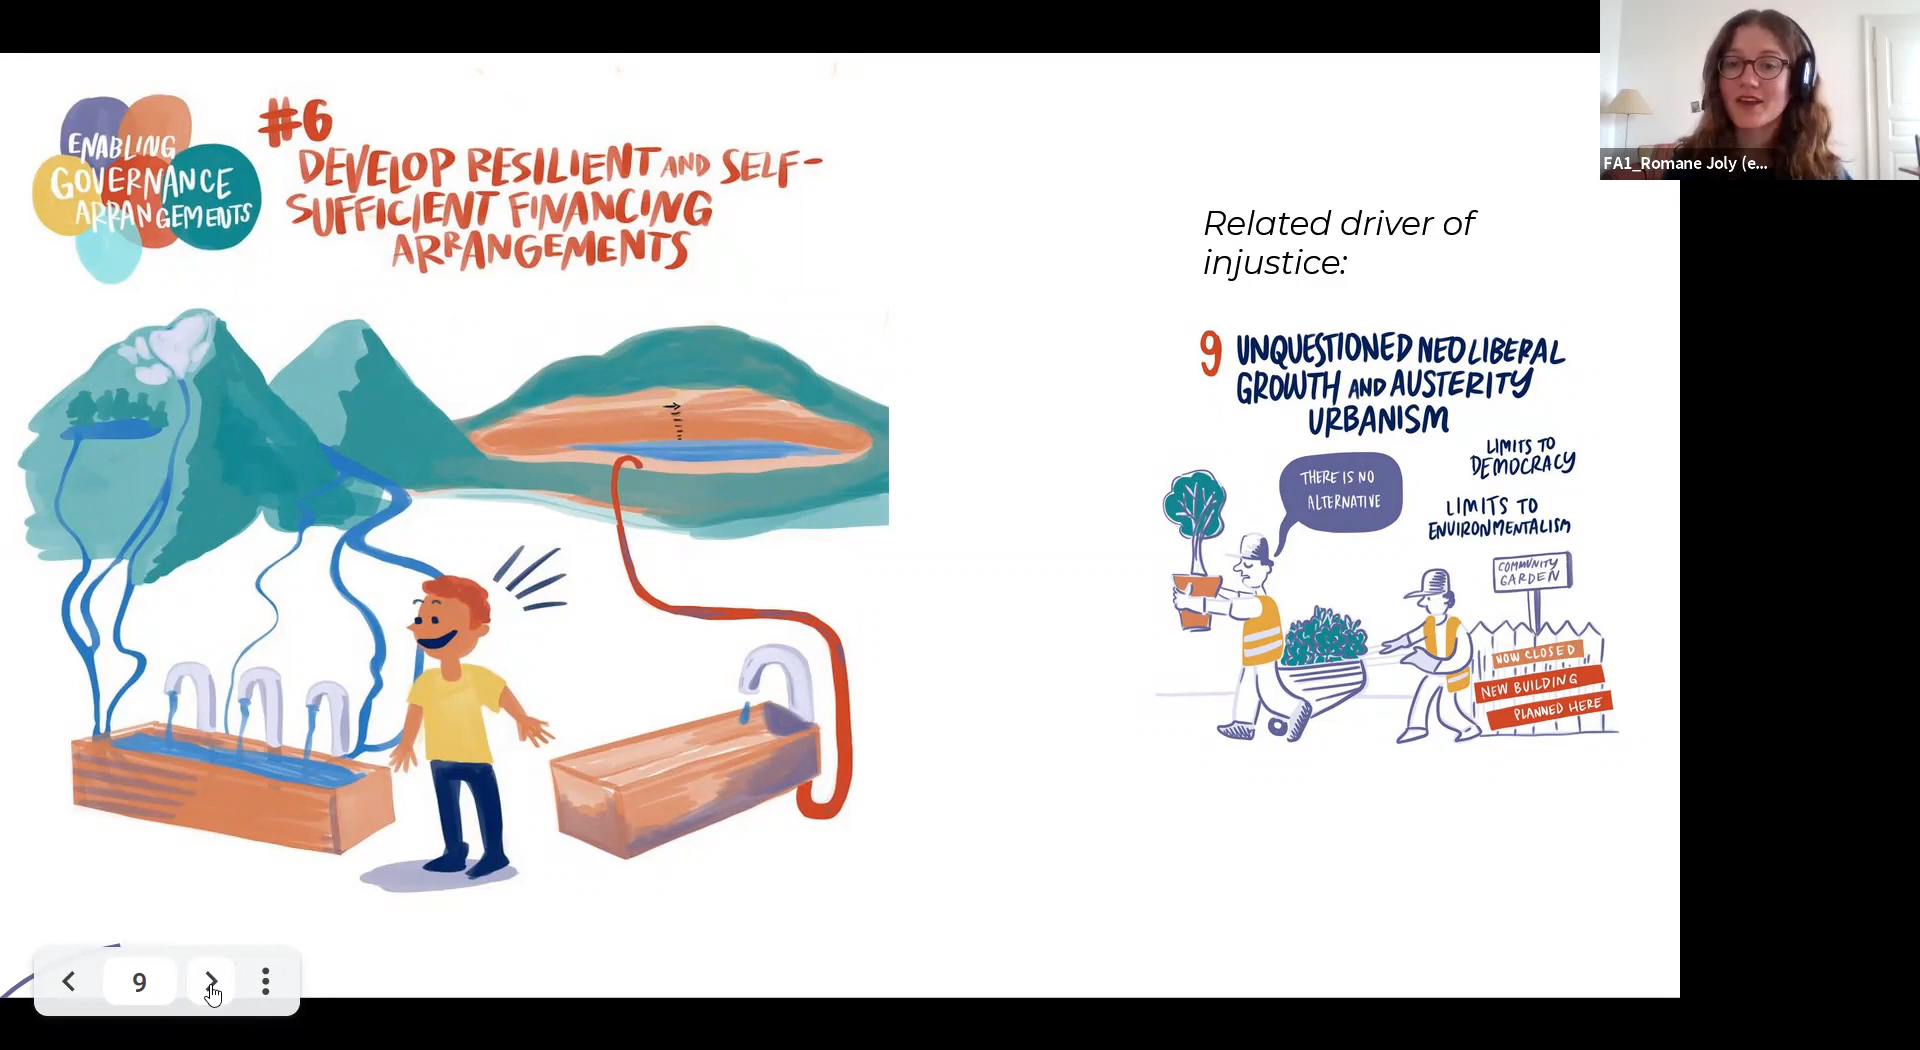 ENABLING
GOVERNANCE
ARRANGEMENTS
#6
DEVELOP RESILIENT AND SELF-
SUFFICIENT FINANCING
ARRANGEMENTS
FA1_Romane Joly (e...
Related driver of
injustice:
9 UNQUESTIONED NEOLIBERAL
GROWTH AND AUSTERITY
URBANISM
LIMITS TO
DEMOCRACY
THERE IS NO
ALTERNATIVE
LIMITS TO
ENVIRONMENTALISM
COMMUNITY
GARDEN
NOW CLOSED
NEW BUILDING
PLANNED HERE
9